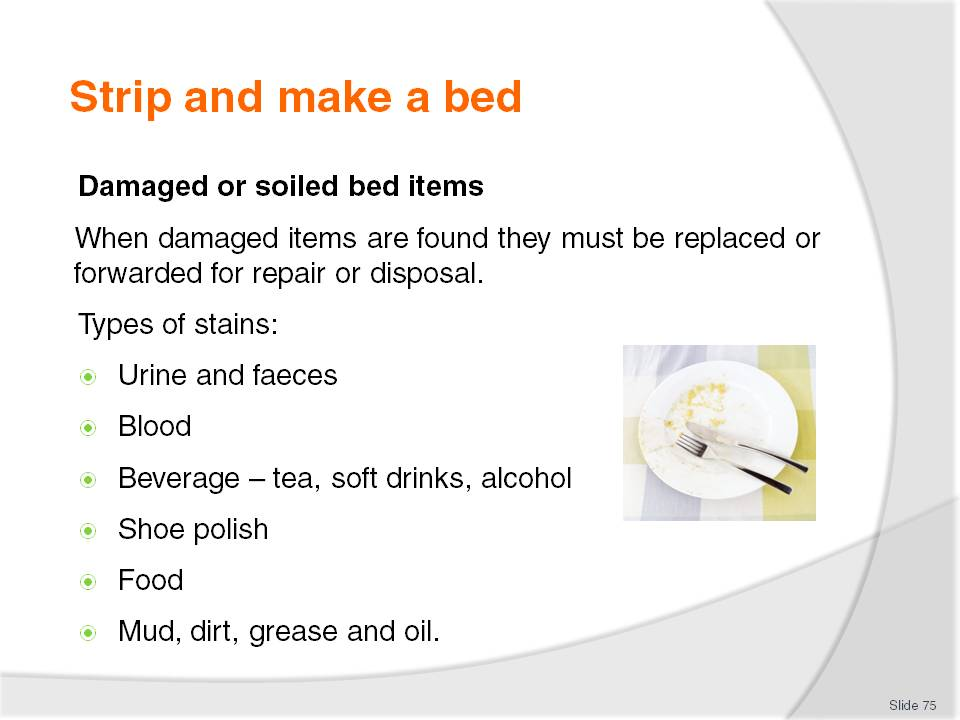 Strip and make a bed
Damaged or soiled bed items
When damaged items are found they must be replaced or
forwarded for repair or disposal.
Types of stains:
Urine and faeces
Blood
Beverage – tea, soft drinks, alcohol
Shoe polish
Food
Mud, dirt, grease and oil.
Slide 75